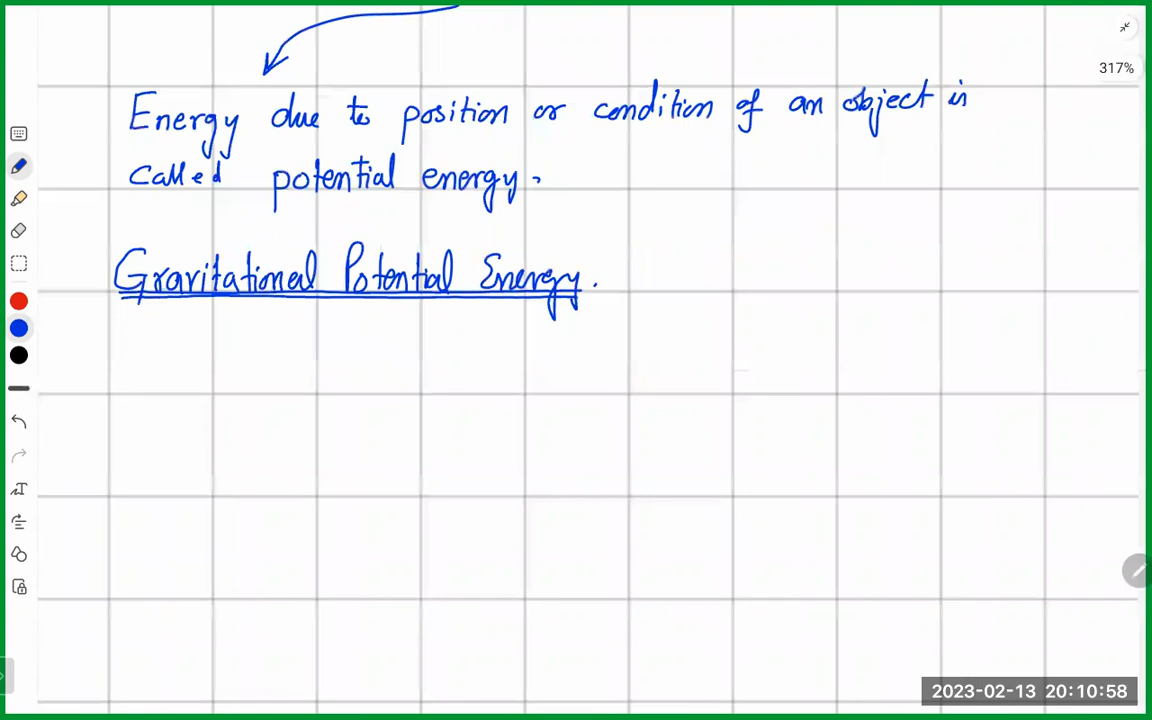 317%
Energy due to position or condition of an object is
called potential energy.
Gravitational Potential Energy.
2023-02-13 20:10:58